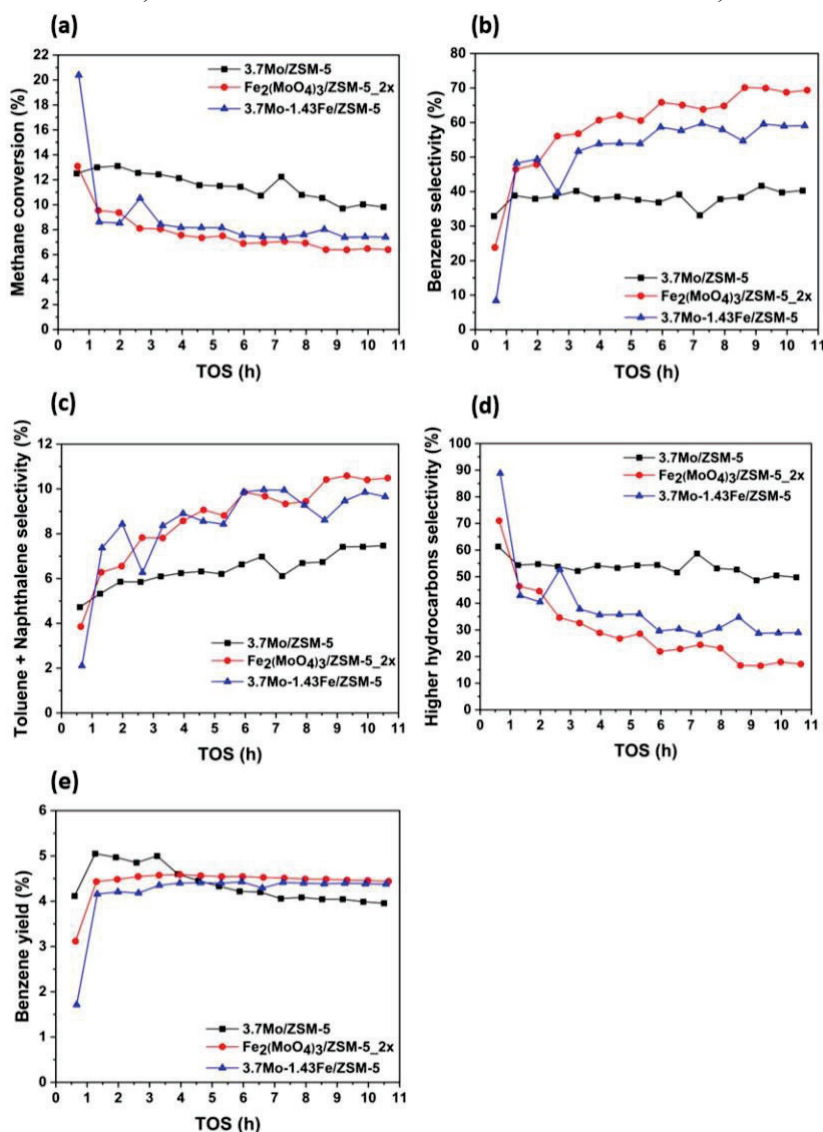 (a)
Methane conversion (%)
22
20
18
16
14
12
10
8
6
4
2
0
3.7Mo/ZSM-5
Fe2(MoO4)3/ZSM-5_2x
3.7Mo-1.43Fe/ZSM-5
0 1 2 3 4 5 6 7 8 9 10 11
TOS (h)
(b)
Benzene selectivity (%)
80
70
60
50
40
30
20
10
0
3.7Mo/ZSM-5
Fe2(MoO4)3/ZSM-5_2x
3.7Mo-1.43Fe/ZSM-5
0 1 2 3 4 5 6 7 8 9 10 11
TOS (h)
(c)
Toluene + Naphthalene selectivity (%)
12
10
8
6
4
2
0
3.7Mo/ZSM-5
Fe2(MoO4)3/ZSM-5_2x
3.7Mo-1.43Fe/ZSM-5
0 1 2 3 4 5 6 7 8 9 10 11
TOS (h)
(d)
Higher hydrocarbons selectivity (%)
100
90
80
70
60
50
40
30
20
10
0
3.7Mo/ZSM-5
Fe2(MoO4)3/ZSM-5_2x
3.7Mo-1.43Fe/ZSM-5
0 1 2 3 4 5 6 7 8 9 10 11
TOS (h)
(e)
Benzene yield (%)
6
5
4
3
2
1
0
3.7Mo/ZSM-5
Fe2(MoO4)3/ZSM-5_2x
3.7Mo-1.43Fe/ZSM-5
0 1 2 3 4 5 6 7 8 9 10 11
TOS (h)